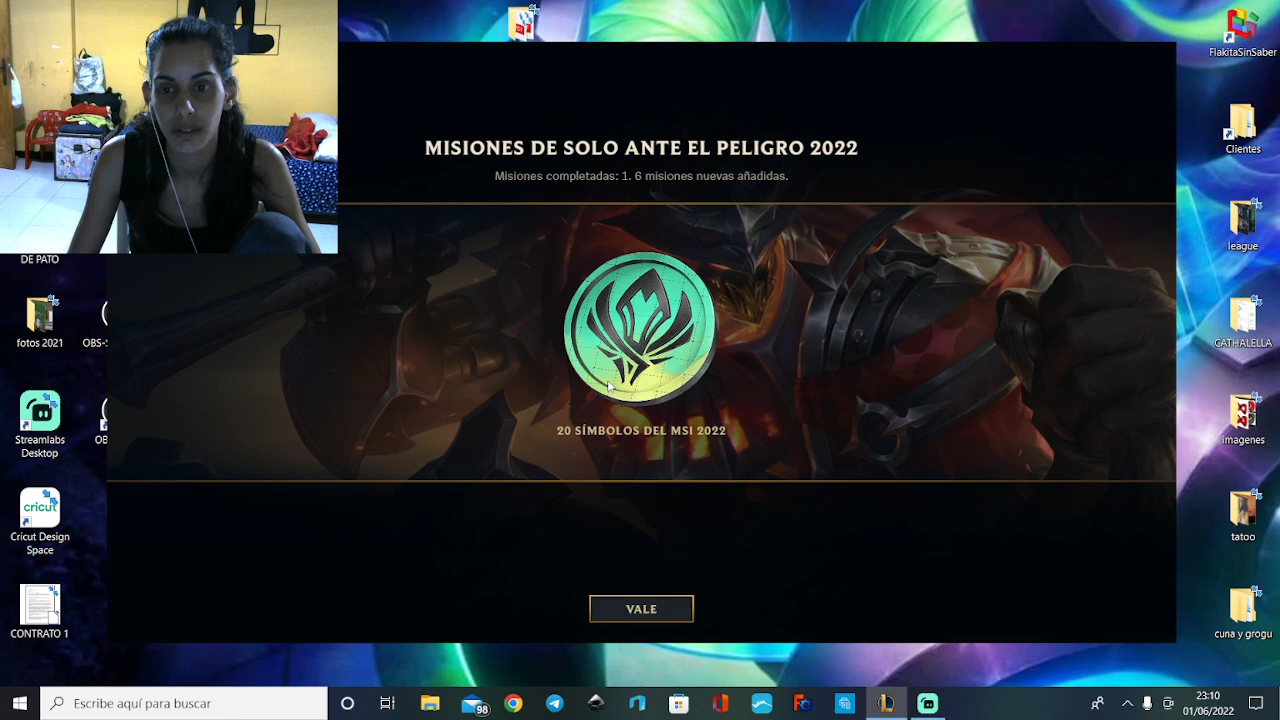 FlakitaSinSaber
Clientes
league
CATHALELLA
imagenes
tatoo
cuna y grogu
DE PATO
fotos 2021
OBS-
Streamlabs
Desktop
OB
cricut
Cricut Design
Space
CONTRATO 1
MISIONES DE SOLO ANTE EL PELIGRO 2022
Misiones completadas: 1. 6 misiones nuevas añadidas.
20 SÍMBOLOS DEL MSI 2022
VALE
Escribe aquí para buscar
98
23:10
01/06/2022